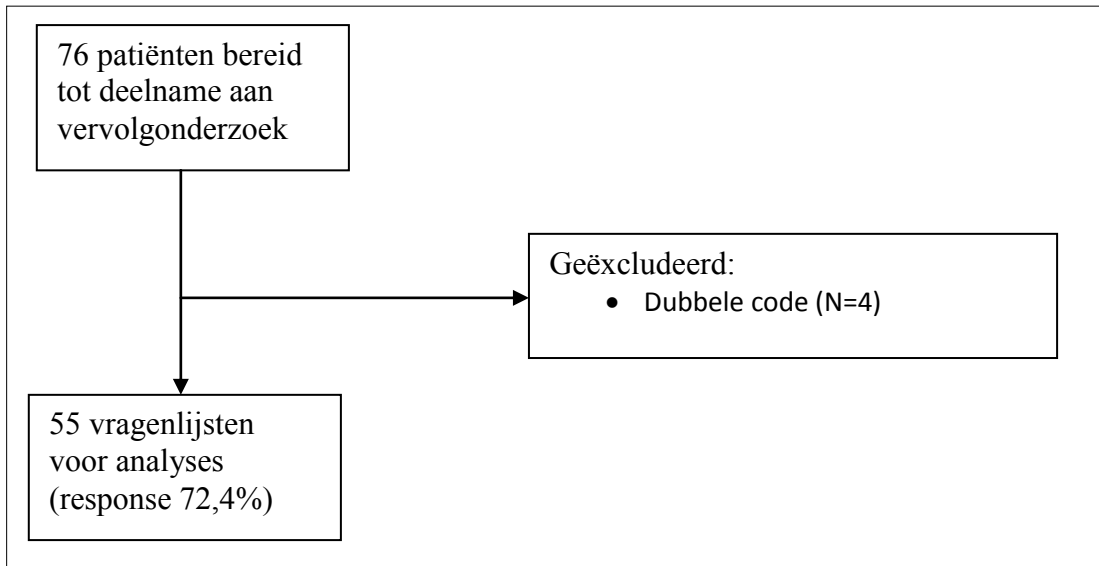 76 patiënten bereid
tot deelname aan
vervolgonderzoek
Geëxcludeerd:
• Dubbele code (N=4)
55 vragenlijsten
voor analyses
(response 72,4%)